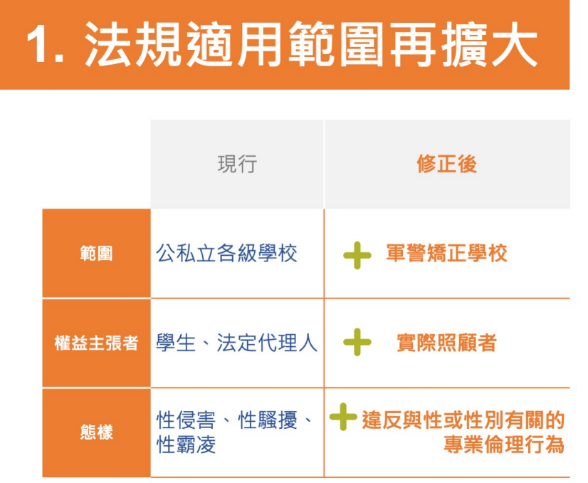 1. 法規適用範圍再擴大
現行
修正後
範圍
公私立各級學校
+ 軍警矯正學校
權益主張者
學生、法定代理人
+ 實際照顧者
態樣
性侵害、性騷擾、
性霸凌
+ 違反與性或性別有關的
專業倫理行為